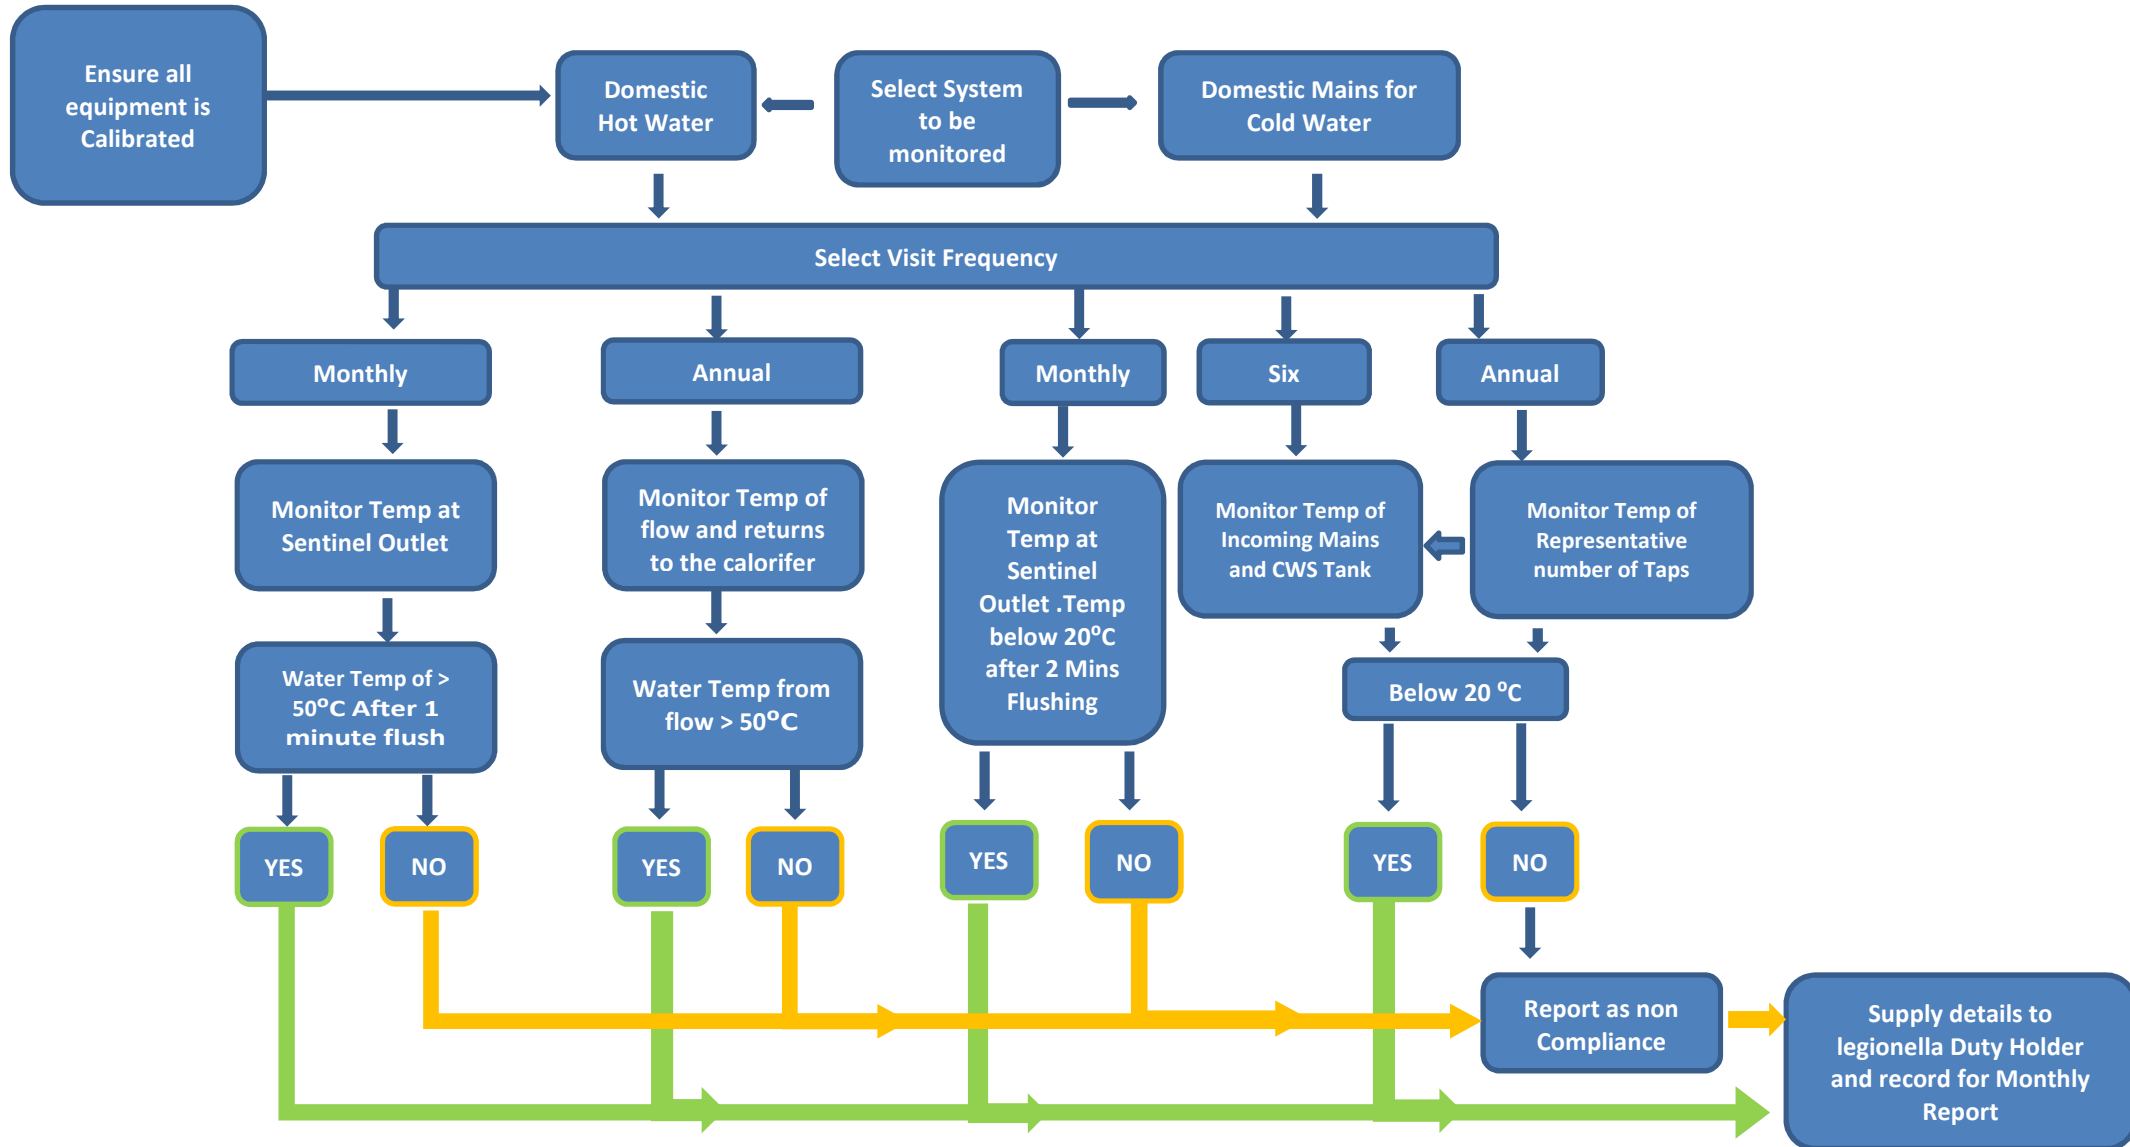 Ensure all
equipment is
Calibrated
Domestic
Hot Water
Select System
to be
monitored
Domestic Mains for
Cold Water
Select Visit Frequency
Monthly
Annual
Monthly
Six
Annual
Monitor Temp at
Sentinel Outlet
Monitor Temp of
flow and returns
to the calorifer
Monitor
Temp at
Sentinel
Outlet .Temp
below 20⁰C
after 2 Mins
Flushing
Monitor Temp of
Incoming Mains
and CWS Tank
Monitor Temp of
Representative
number of Taps
Water Temp of >
50⁰C After 1
minute flush
Water Temp from
flow > 50⁰C
Below 20 ⁰C
YES
NO
YES
NO
YES
NO
YES
NO
Report as non
Compliance
Supply details to
legionella Duty Holder
and record for Monthly
Report